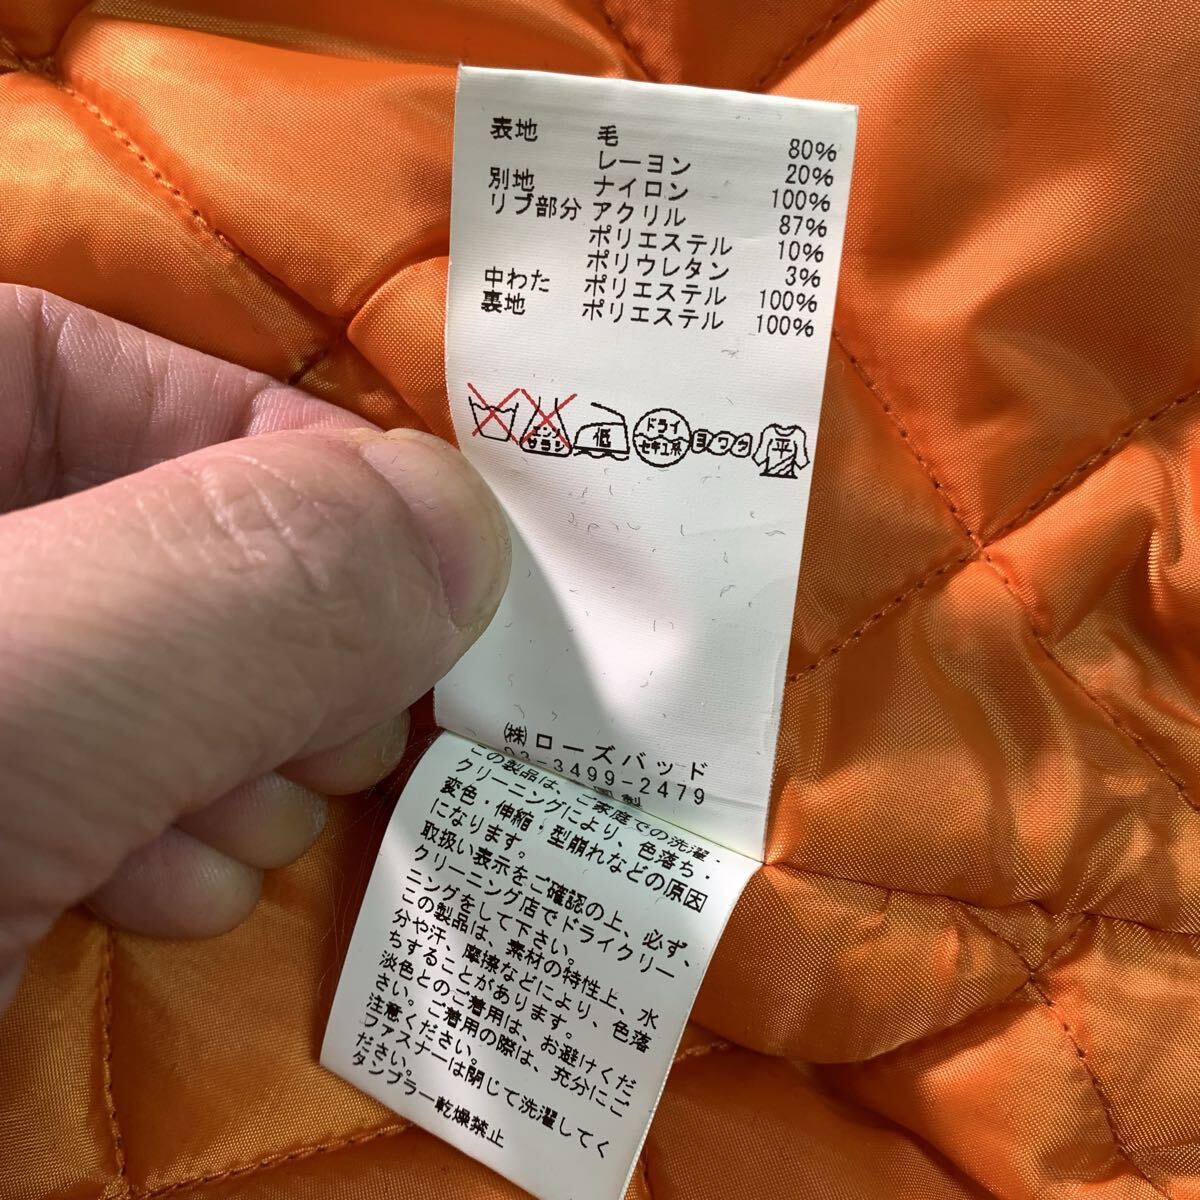 表地 毛 80%
レーヨン 20%
別地 ナイロン 100%
リブ部分 アクリル 87%
ポリエステル 10%
ポリウレタン 3%
中わた ポリエステル 100%
裏地 ポリエステル 100%
エンソ サラシ 低 ドライ セキユ系 ヨワク 平
㈱ローズバッド
03-3499-2479
国製
この製品は、ご家庭での洗濯・
クリーニングにより、色落ち・
変色・伸縮・型崩れなどの原因
になります。
取扱い表示をご確認の上、必ず、
クリーニング店でドライクリー
ニングをして下さい。
この製品は、素材の特性上、水
分や汗、摩擦などにより、色落
ちすることがあります。
淡色とのご着用は、お避けくだ
さい。ご着用の際は、充分にご
注意ください。
ファスナーは閉じて洗濯してく
ださい。
タンブラー乾燥禁止